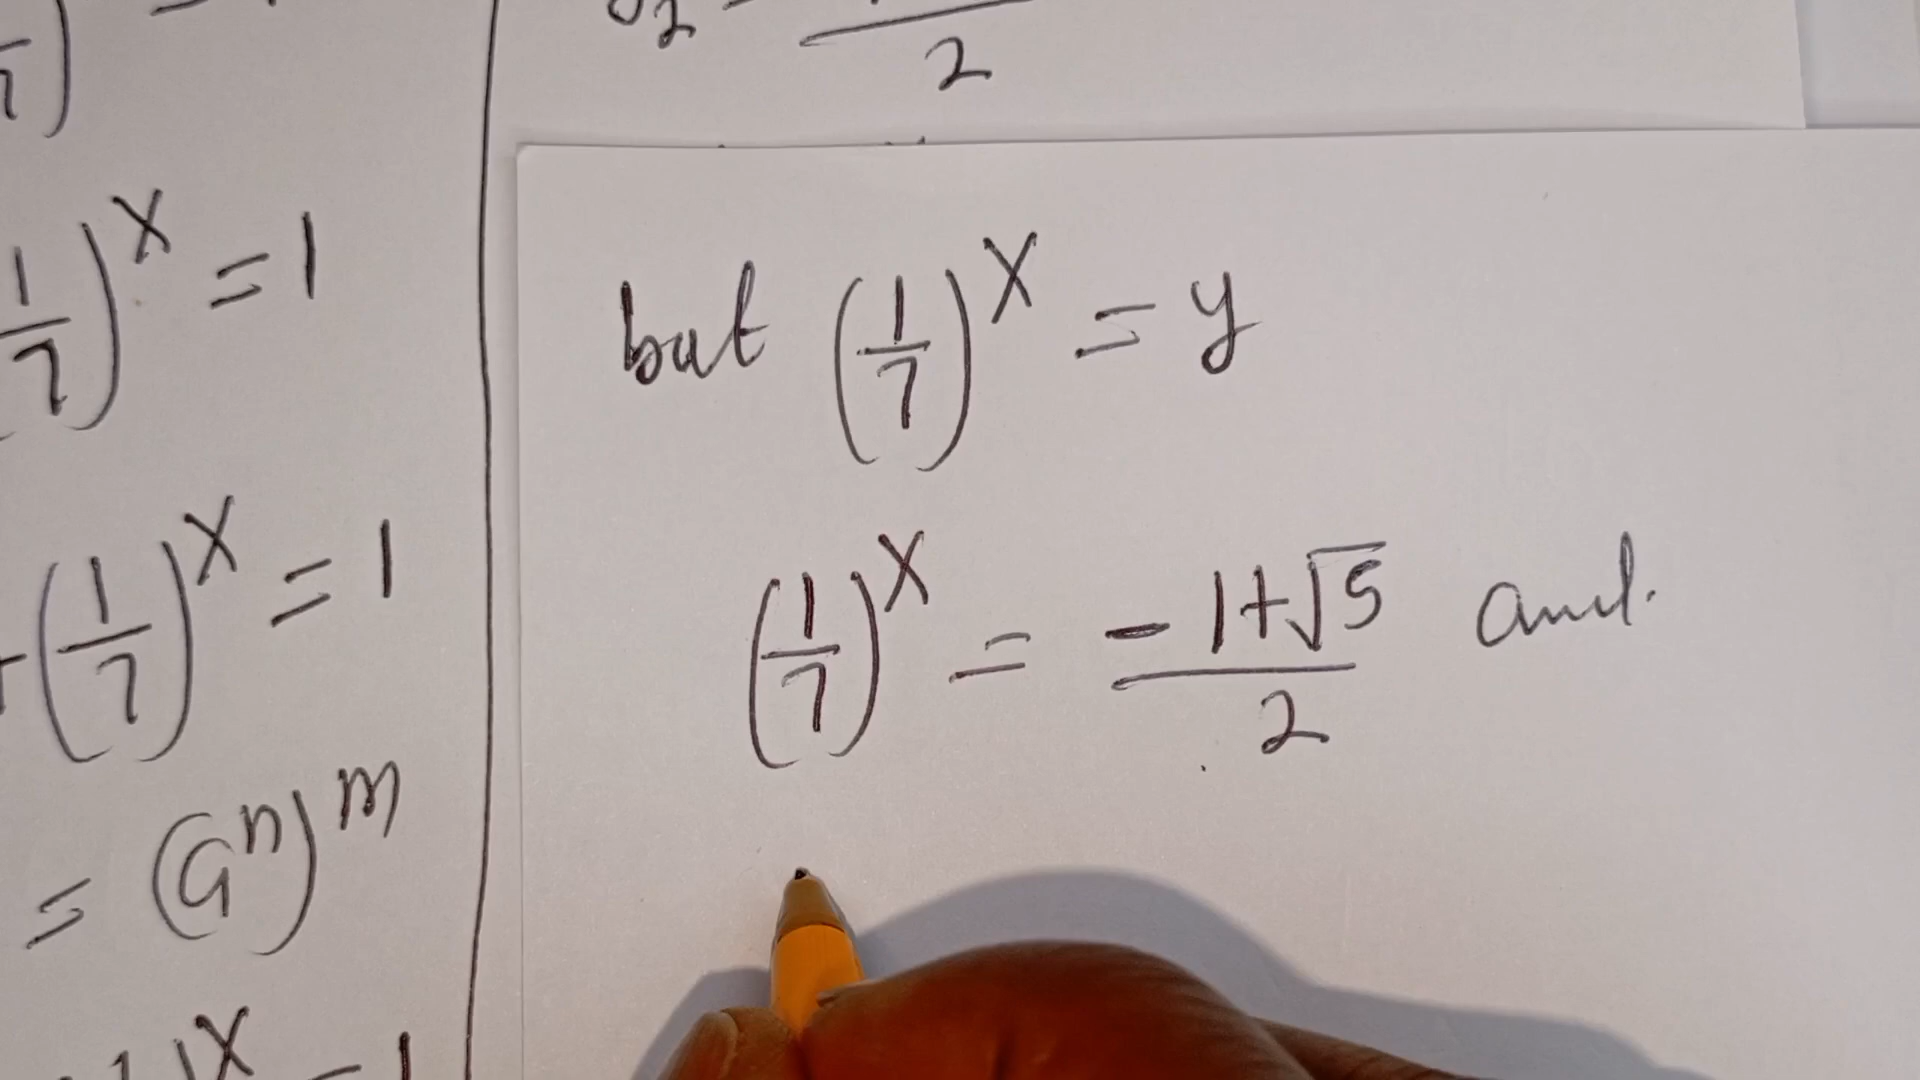 2
(1/7)^x = 1
+(1/7)^x = 1
= (a^n)^m
but (1/7)^x = y
(1/7)^x = (-1+√5)/2 and.